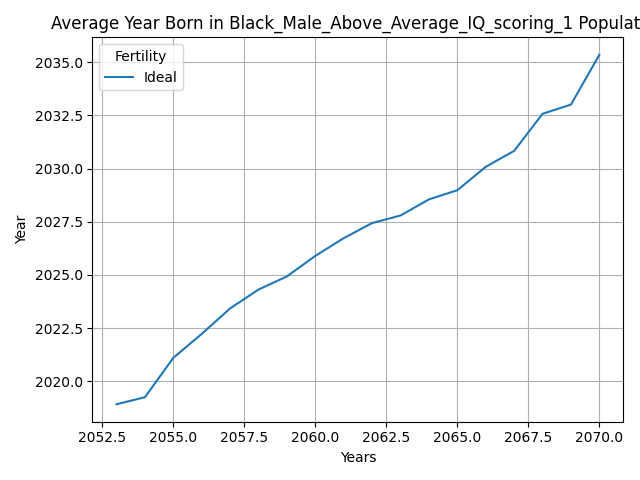 Average Year Born in Black_Male_Above_Average_IQ_scoring_1 Populat
Fertility
Ideal
2035.0
2032.5
2030.0
2027.5
2025.0
2022.5
2020.0
Year
2052.5 2055.0 2057.5 2060.0 2062.5 2065.0 2067.5 2070.0
Years